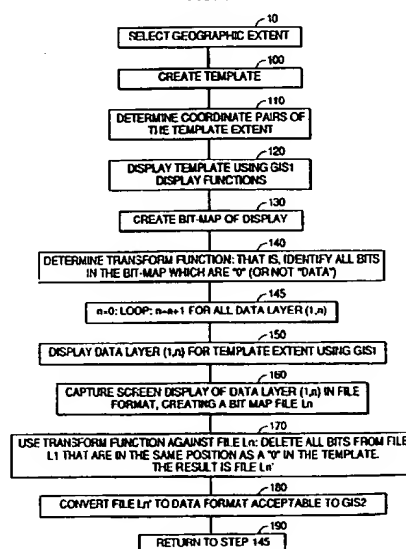 10
SELECT GEOGRAPHIC EXTENT
100
CREATE TEMPLATE
110
DETERMINE COORDINATE PAIRS OF
THE TEMPLATE EXTENT
120
DISPLAY TEMPLATE USING GIS1
DISPLAY FUNCTIONS
130
CREATE BIT-MAP OF DISPLAY
140
DETERMINE TRANSFORM FUNCTION: THAT IS, IDENTIFY ALL BITS
IN THE BIT-MAP WHICH ARE "0" (OR NOT "DATA")
145
n=0: LOOP: n=n+1 FOR ALL DATA LAYER (1,n)
150
DISPLAY DATA LAYER (1,n) FOR TEMPLATE EXTENT USING GIS1
160
CAPTURE SCREEN DISPLAY OF DATA LAYER (1,n) IN FILE
FORMAT, CREATING A BIT MAP FILE Ln
170
USE TRANSFORM FUNCTION AGAINST FILE Ln: DELETE ALL BITS FROM FILE
L1 THAT ARE IN THE SAME POSITION AS A "0" IN THE TEMPLATE.
THE RESULT IS FILE Ln'
180
CONVERT FILE Ln' TO DATA FORMAT ACCEPTABLE TO GIS2
190
RETURN TO STEP 145